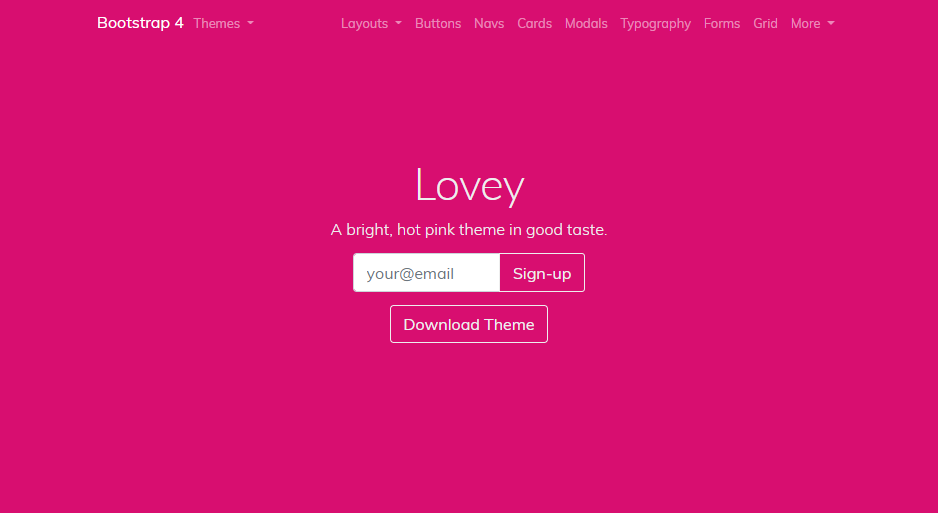 Bootstrap 4 Themes Layouts Buttons Navs Cards Modals Typography Forms Grid More
Lovey
A bright, hot pink theme in good taste.
your@email Sign-up
Download Theme